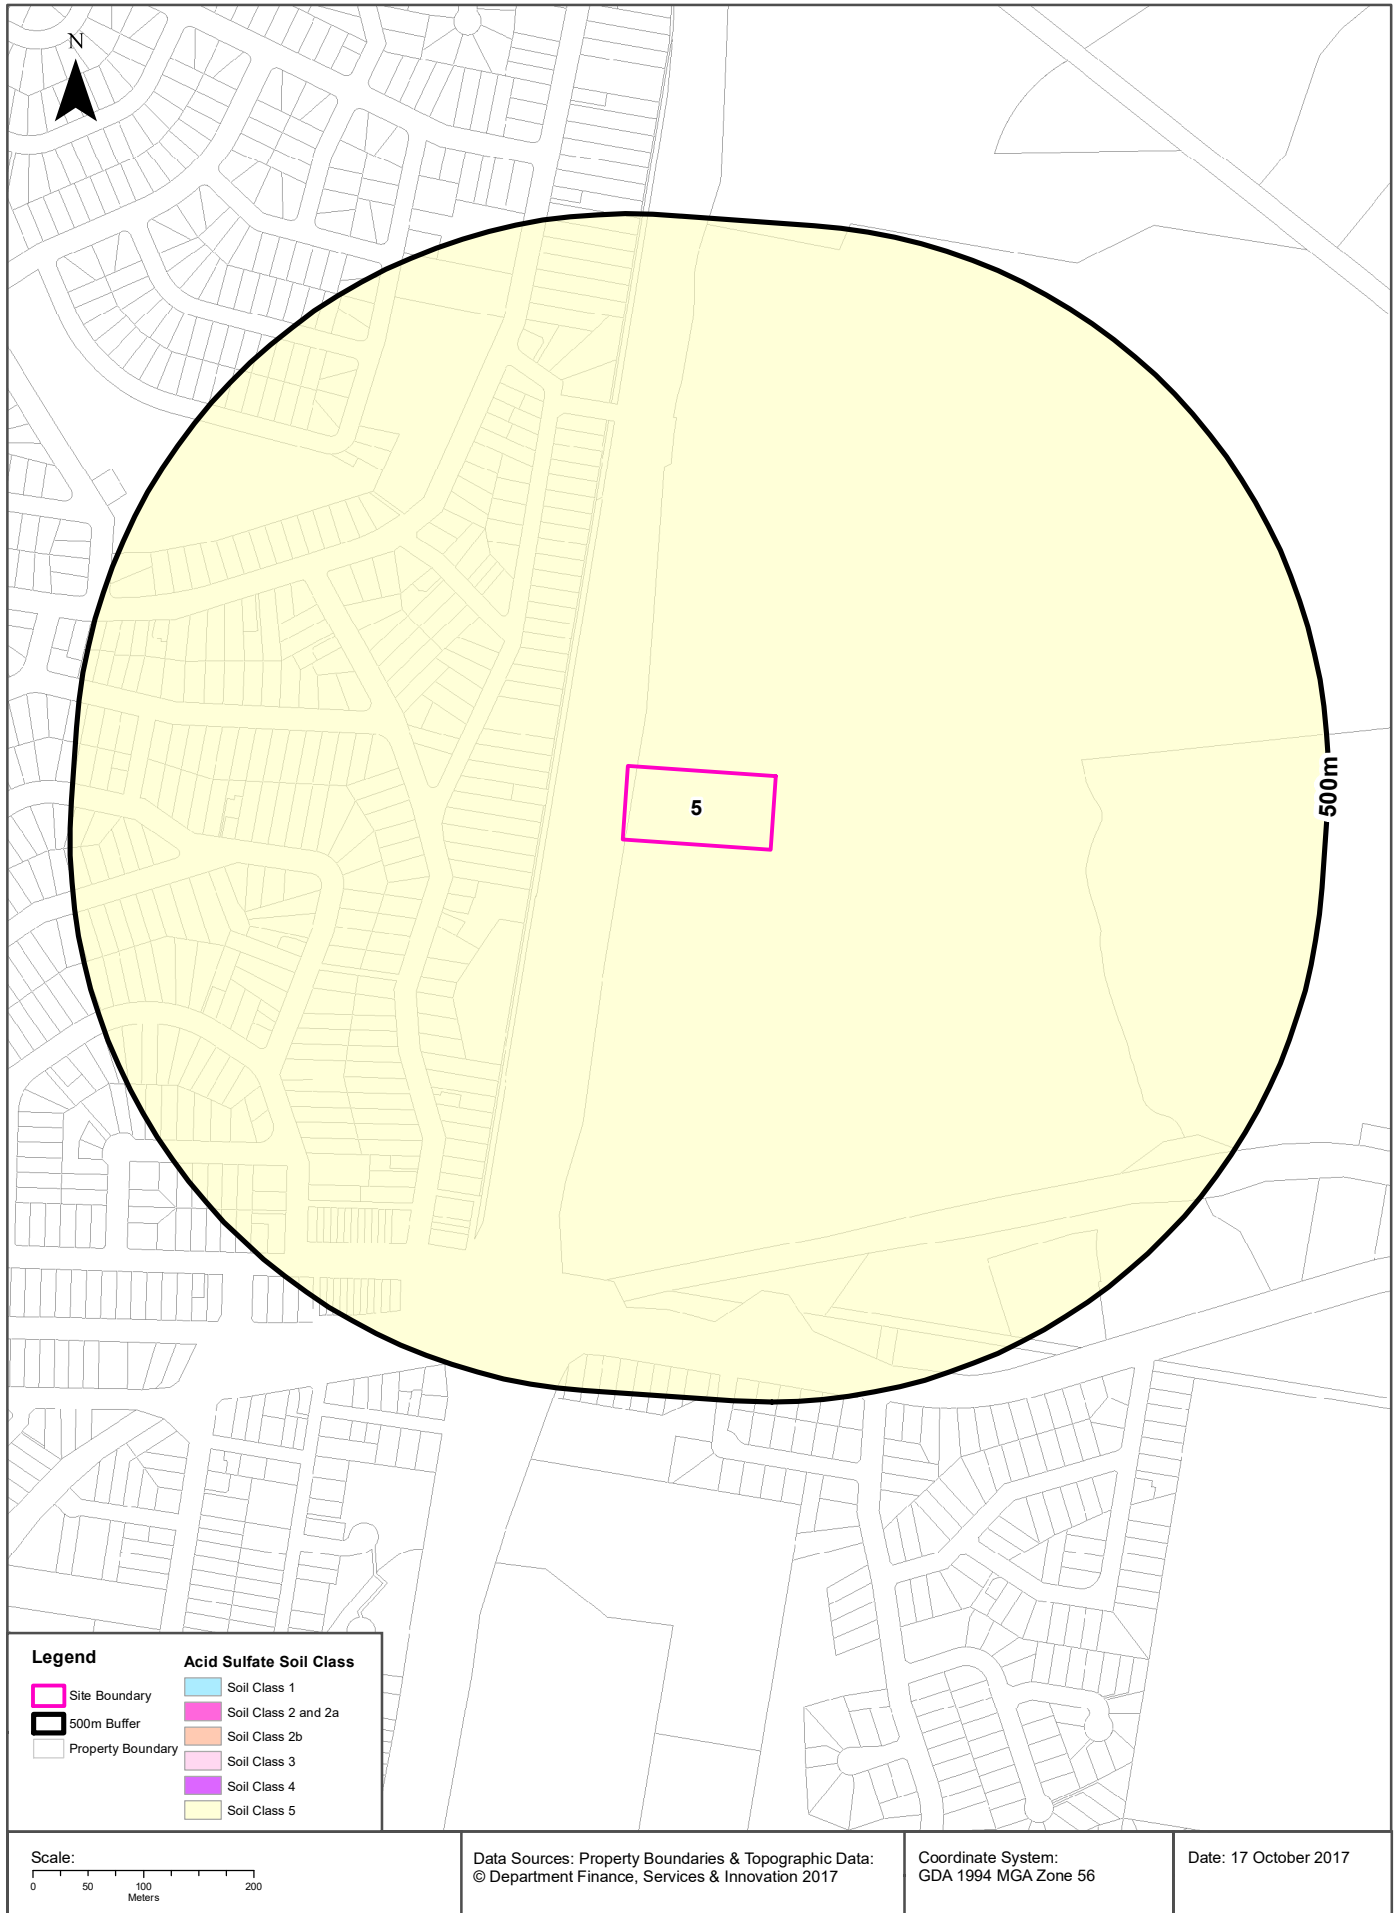 N
5
500m
Legend
Site Boundary
500m Buffer
Property Boundary
Acid Sulfate Soil Class
Soil Class 1
Soil Class 2 and 2a
Soil Class 2b
Soil Class 3
Soil Class 4
Soil Class 5
Scale:
0 50 100 200
Meters
Data Sources: Property Boundaries & Topographic Data:
© Department Finance, Services & Innovation 2017
Coordinate System:
GDA 1994 MGA Zone 56
Date: 17 October 2017